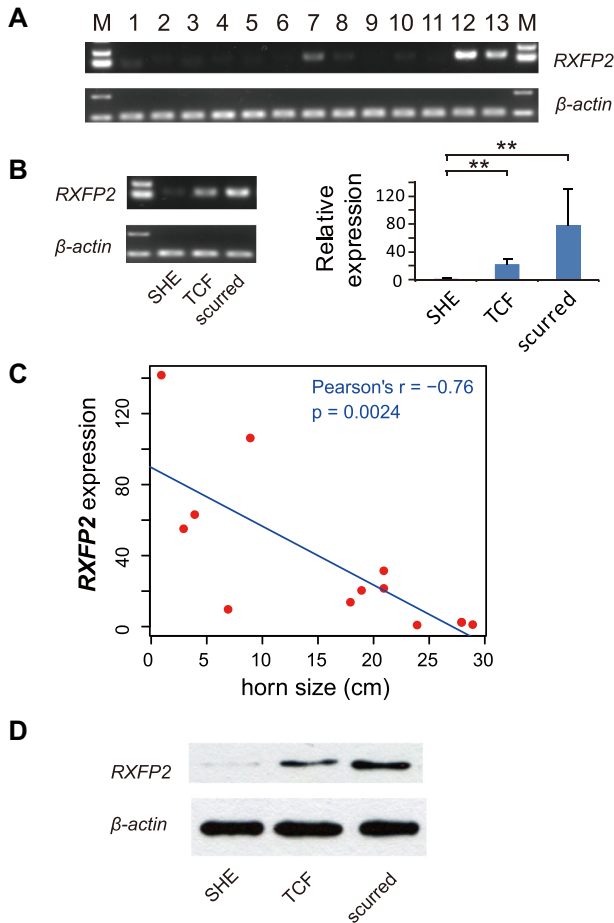 A
M 1 2 3 4 5 6 7 8 9 10 11 12 13 M
RXFP2
β-actin
B
RXFP2
β-actin
SHE TCF scurred
Relative expression
** 
**
120
80
40
0
SHE TCF scurred
C
Pearson's r = −0.76
p = 0.0024
RXFP2 expression
120
80
40
0
0 5 10 15 20 25 30
horn size (cm)
D
RXFP2
β-actin
SHE TCF scurred